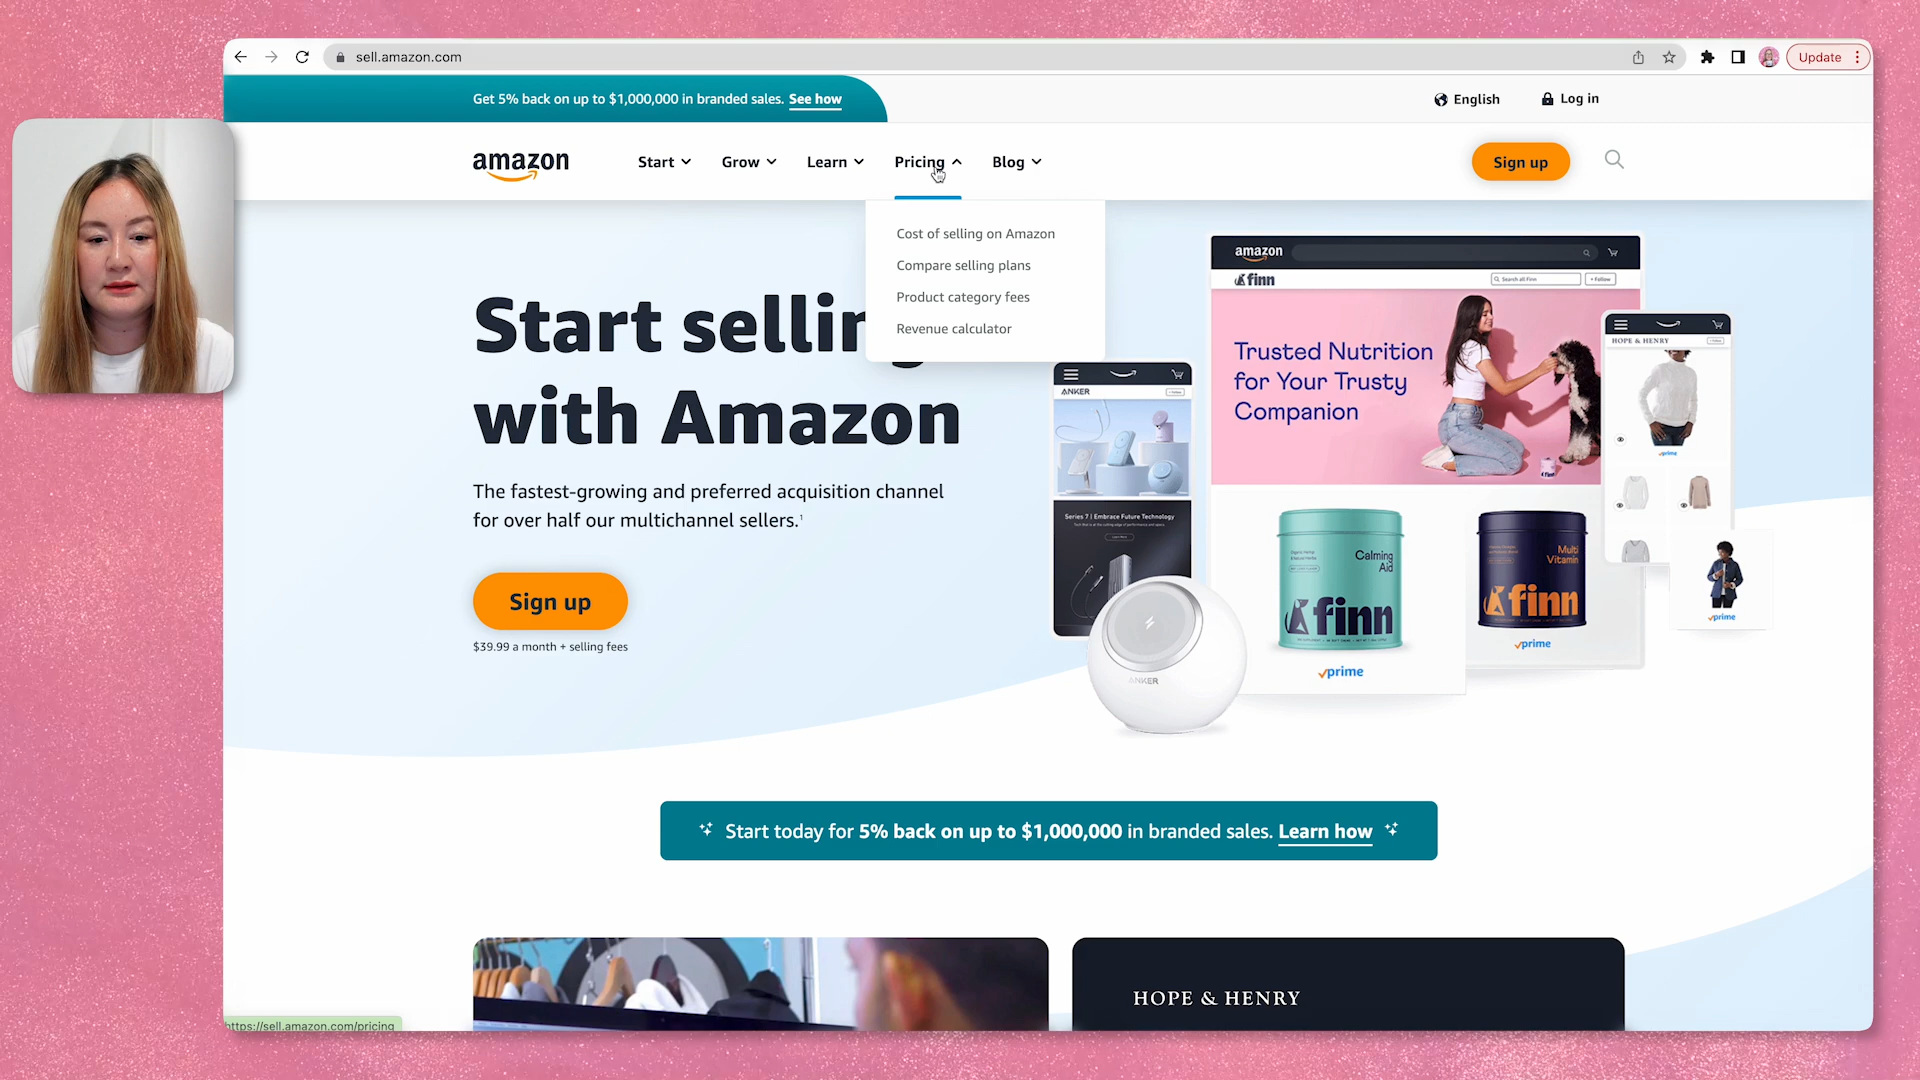 sell.amazon.com
Update
Get 5% back on up to $1,000,000 in branded sales. See how
English
Log in
amazon
Start
Grow
Learn
Pricing
Blog
Sign up
Cost of selling on Amazon
Compare selling plans
Product category fees
Revenue calculator
Start selling
with Amazon
The fastest-growing and preferred acquisition channel
for over half our multichannel sellers.¹
Sign up
$39.99 a month + selling fees
amazon
finn
Search all Finn
+ Follow
Trusted Nutrition
for Your Trusty
Companion
HOPE & HENRY
ANKER
Series 7 | Embrace Future Technology
prime
Calming
Aid
finn
prime
Multi
Vitamin
finn
prime
prime
ANKER
Start today for 5% back on up to $1,000,000 in branded sales. Learn how
HOPE & HENRY
https://sell.amazon.com/pricing